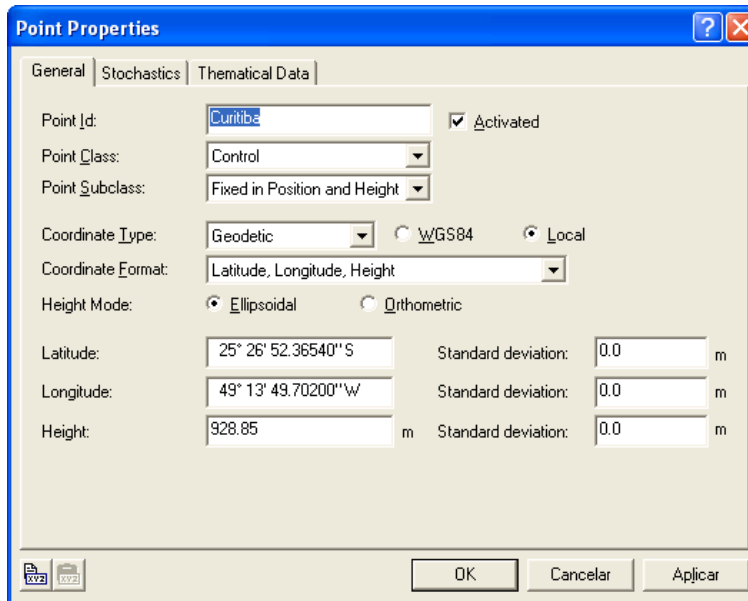 Point Properties
General Stochastics Thematical Data
Point Id: Curitiba Activated
Point Class: Control
Point Subclass: Fixed in Position and Height
Coordinate Type: Geodetic WGS84 Local
Coordinate Format: Latitude, Longitude, Height
Height Mode: Ellipsoidal Orthometric
Latitude: 25° 26' 52.36540" S Standard deviation: 0.0 m
Longitude: 49° 13' 49.70200" W Standard deviation: 0.0 m
Height: 928.85 m Standard deviation: 0.0 m
XYZ XYZ OK Cancelar Aplicar